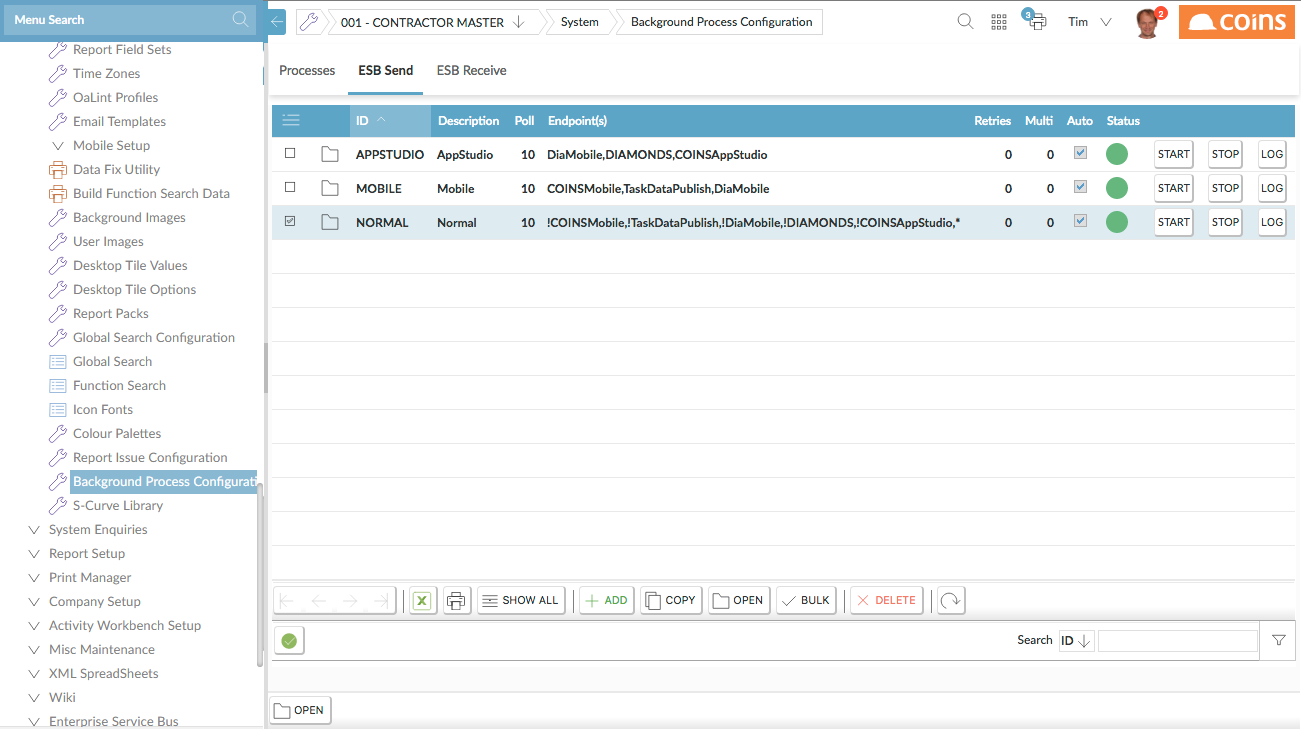 Menu Search
Report Field Sets
Time Zones
OaLint Profiles
Email Templates
Mobile Setup
Data Fix Utility
Build Function Search Data
Background Images
User Images
Desktop Tile Values
Desktop Tile Options
Report Packs
Global Search Configuration
Global Search
Function Search
Icon Fonts
Colour Palettes
Report Issue Configuration
Background Process Configurati
S-Curve Library
System Enquiries
Report Setup
Print Manager
Company Setup
Activity Workbench Setup
Misc Maintenance
XML SpreadSheets
Wiki
Enterprise Service Bus
001 - CONTRACTOR MASTER System Background Process Configuration 3 Tim 2 coins
Processes ESB Send ESB Receive
ID Description Poll Endpoint(s) Retries Multi Auto Status
APPSTUDIO AppStudio 10 DiaMobile,DIAMONDS,COINSAppStudio 0 0 START STOP LOG
MOBILE Mobile 10 COINSMobile,TaskDataPublish,DiaMobile 0 0 START STOP LOG
NORMAL Normal 10 !COINSMobile,!TaskDataPublish,!DiaMobile,!DIAMONDS,!COINSAppStudio,* 0 0 START STOP LOG
X SHOW ALL ADD COPY OPEN BULK DELETE
Search ID
OPEN